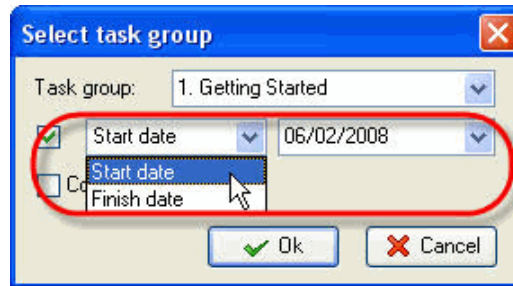 Select task group
Task group: 1. Getting Started
Start date 06/02/2008
Start date
Finish date
Ok Cancel